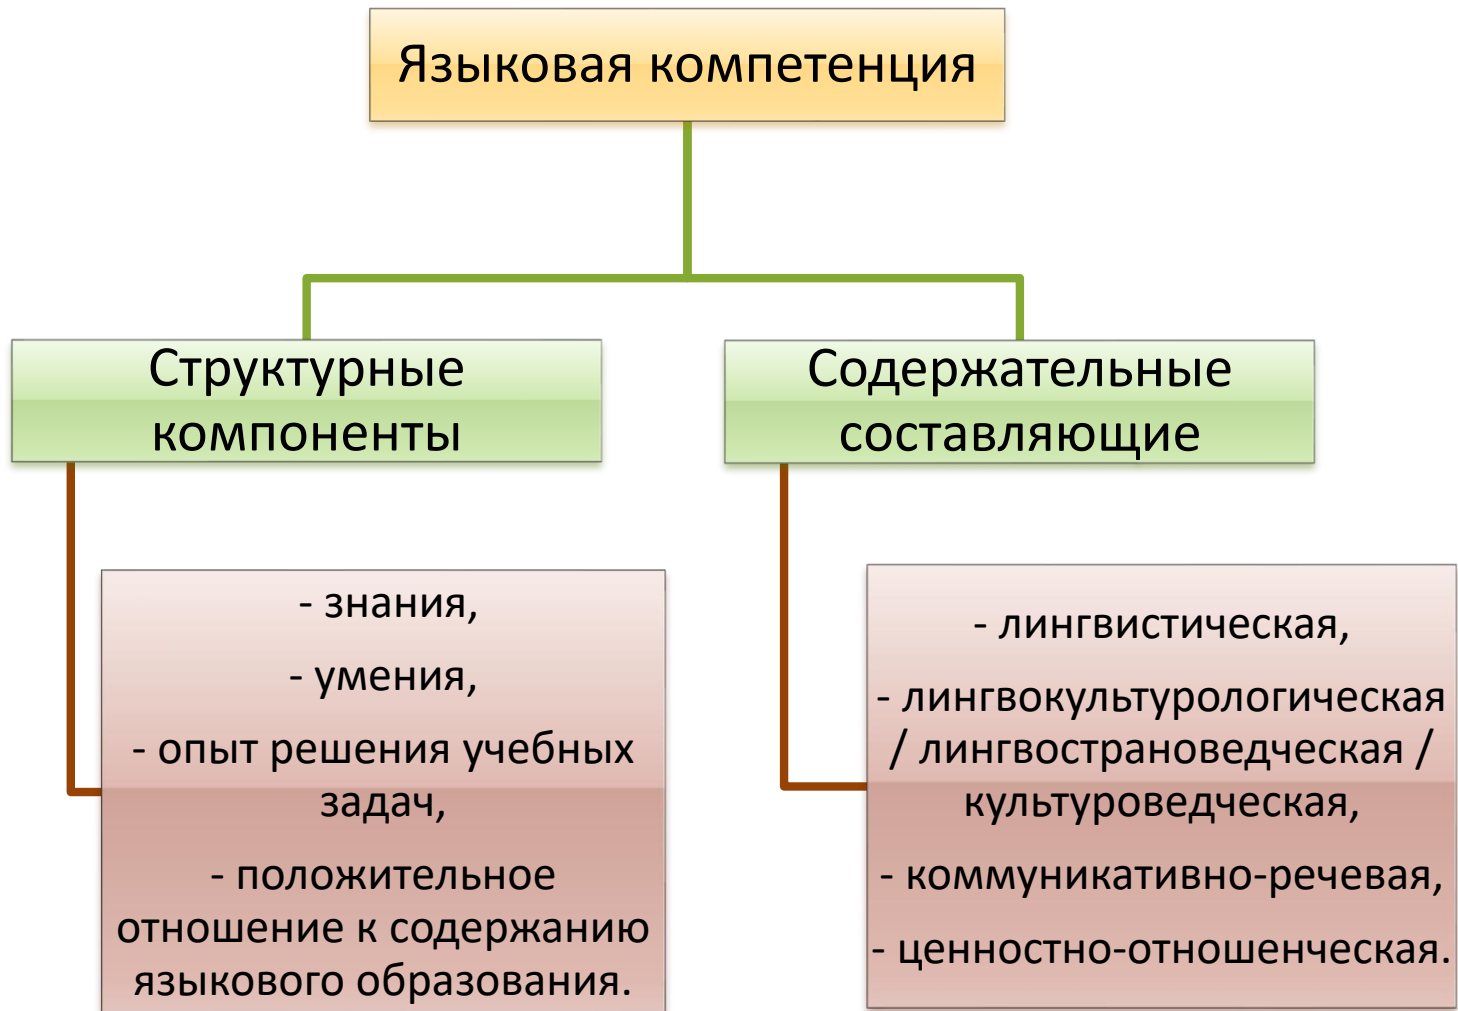 Языковая компетенция
Структурные
компоненты
Содержательные
составляющие
- знания,
- умения,
- опыт решения учебных
задач,
- положительное
отношение к содержанию
языкового образования.
- лингвистическая,
- лингвокультурологическая
/ лингвострановедческая /
культуроведческая,
- коммуникативно-речевая,
- ценностно-отношенческая.